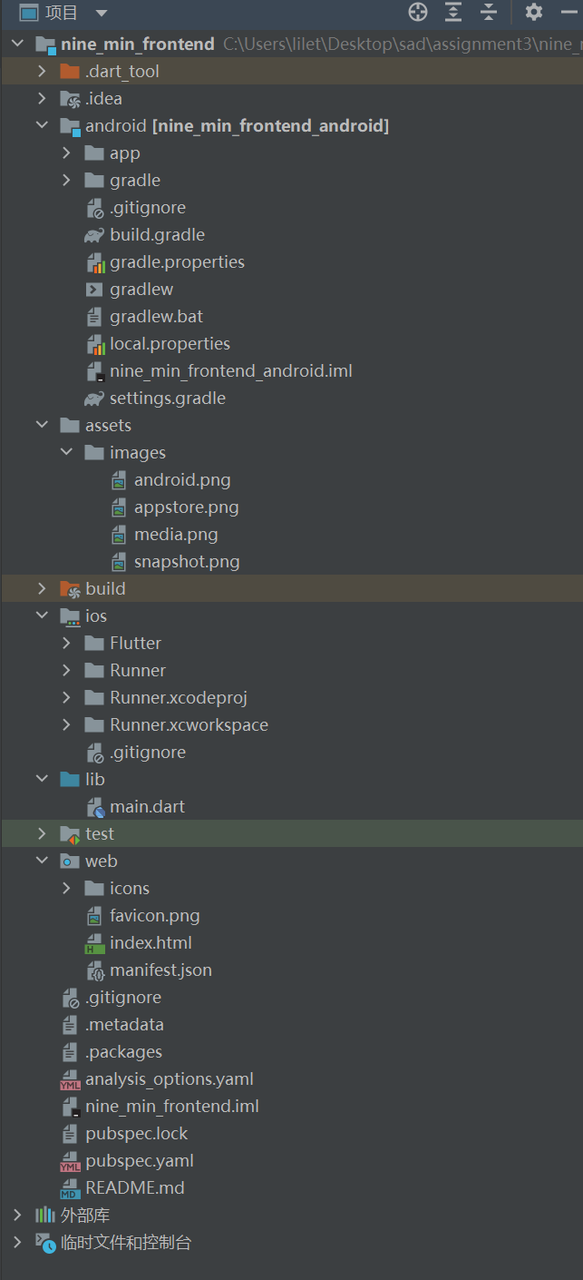 项目
nine_min_frontend C:\Users\lilet\Desktop\sad\assignment3\nine_r
.dart_tool
.idea
android [nine_min_frontend_android]
app
gradle
.gitignore
build.gradle
gradle.properties
gradlew
gradlew.bat
local.properties
nine_min_frontend_android.iml
settings.gradle
assets
images
android.png
appstore.png
media.png
snapshot.png
build
ios
Flutter
Runner
Runner.xcodeproj
Runner.xcworkspace
.gitignore
lib
main.dart
test
web
icons
favicon.png
index.html
manifest.json
.gitignore
.metadata
.packages
analysis_options.yaml
nine_min_frontend.iml
pubspec.lock
pubspec.yaml
README.md
外部库
临时文件和控制台